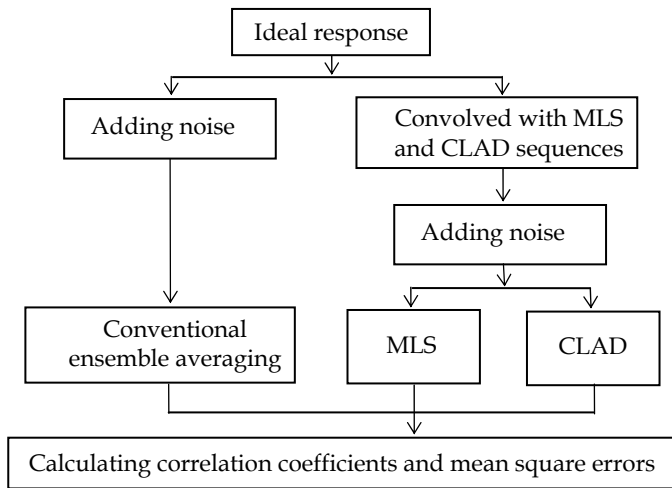 Ideal response
Adding noise
Convolved with MLS
and CLAD sequences
Adding noise
Conventional
ensemble averaging
MLS
CLAD
Calculating correlation coefficients and mean square errors